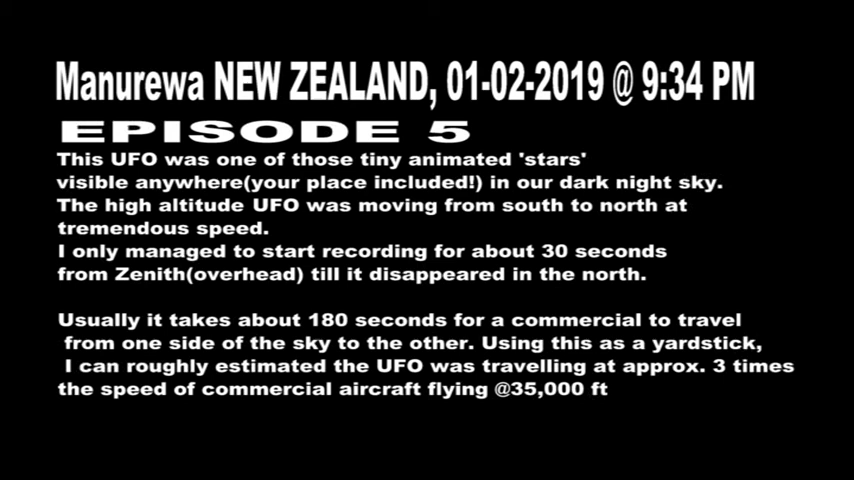 Manurewa NEW ZEALAND, 01-02-2019 @ 9:34 PM
EPISODE 5
This UFO was one of those tiny animated 'stars'
visible anywhere(your place included!) in our dark night sky.
The high altitude UFO was moving from south to north at
tremendous speed.
I only managed to start recording for about 30 seconds
from Zenith(overhead) till it disappeared in the north.
Usually it takes about 180 seconds for a commercial to travel
from one side of the sky to the other. Using this as a yardstick,
I can roughly estimated the UFO was travelling at approx. 3 times
the speed of commercial aircraft flying @35,000 ft